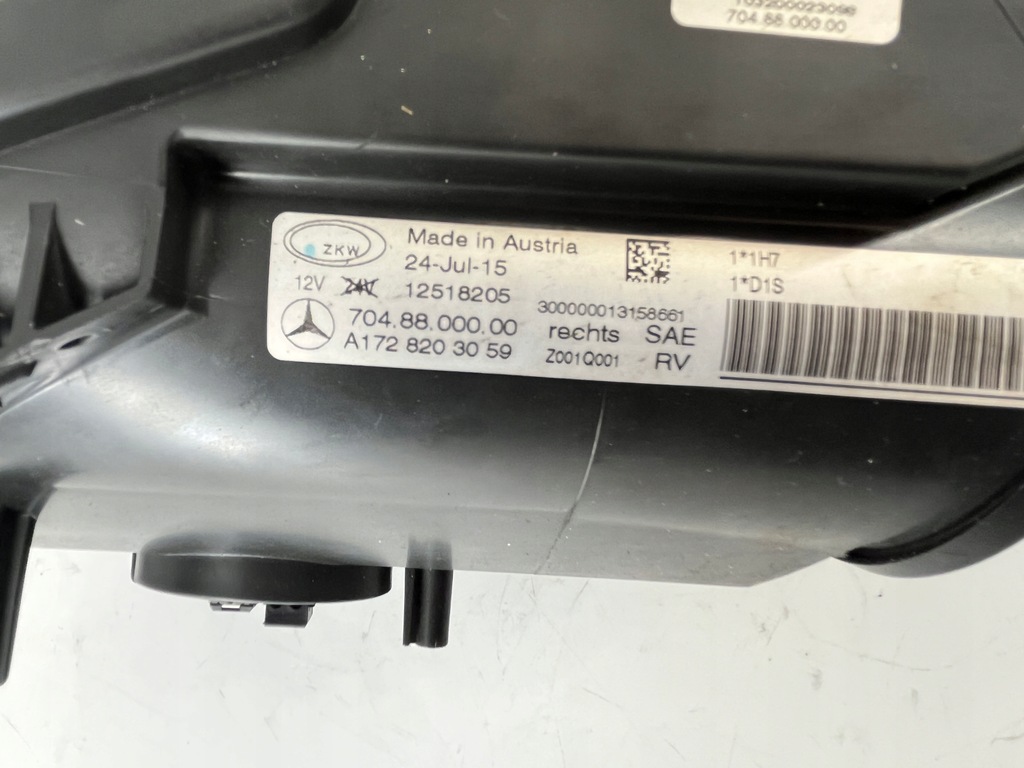 103200023098
704.88.000.00
ZKW
Made in Austria
24-Jul-15
12V 24V 12518205
704.88.000.00
A172 820 30 59
300000013158661
rechts SAE
Z001Q001 RV
1*1H7
1*D1S